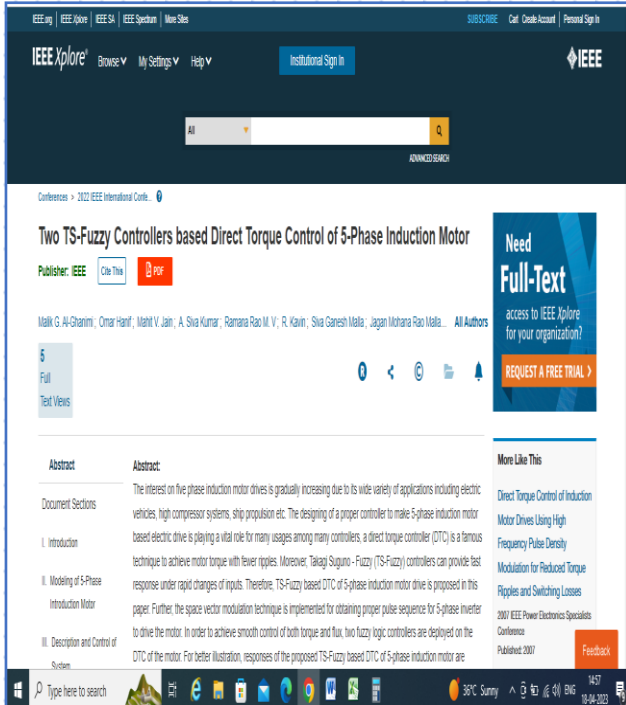 IEEE.org | IEEE Xplore | IEEE SA | IEEE Spectrum | More Sites
SUBSCRIBE Cart Create Account | Personal Sign In
IEEE Xplore® Browse My Settings Help Institutional Sign In
IEEE
All
ADVANCED SEARCH
Conferences > 2022 IEEE International Confe...
Two TS-Fuzzy Controllers based Direct Torque Control of 5-Phase Induction Motor
Publisher: IEEE Cite This PDF
Malik G. Al-Ghanimi ; Omar Hanif ; Mahit V. Jain ; A. Siva Kumar ; Ramana Rao M. V ; R. Kavin ; Siva Ganesh Malla ; Jagan Mohana Rao Malla... All Authors
5
Full
Text Views
Abstract
Document Sections
I. Introduction
II. Modeling of 5-Phase
Introduction Motor
III. Description and Control of
System
Abstract:
The interest on five phase induction motor drives is gradually increasing due to its wide variety of applications including electric
vehicles, high compressor systems, ship propulsion etc. The designing of a proper controller to make 5-phase induction motor
based electric drive is playing a vital role for many usages among many controllers, a direct torque controller (DTC) is a famous
technique to achieve motor torque with fewer ripples. Moreover, Takagi Suguno - Fuzzy (TS-Fuzzy) controllers can provide fast
response under rapid changes of inputs. Therefore, TS-Fuzzy based DTC of 5-phase induction motor drive is proposed in this
paper. Further, the space vector modulation technique is implemented for obtaining proper pulse sequence for 5-phase inverter
to drive the motor. In order to achieve smooth control of both torque and flux, two fuzzy logic controllers are deployed on the
DTC of the motor. For better illustration, responses of the proposed TS-Fuzzy based DTC of 5-phase induction motor are
Need
Full-Text
access to IEEE Xplore
for your organization?
REQUEST A FREE TRIAL >
More Like This
Direct Torque Control of Induction
Motor Drives Using High
Frequency Pulse Density
Modulation for Reduced Torque
Ripples and Switching Losses
2007 IEEE Power Electronics Specialists
Conference
Published: 2007
Feedback
Type here to search
36°C Sunny
ENG
14:57
18-04-2023